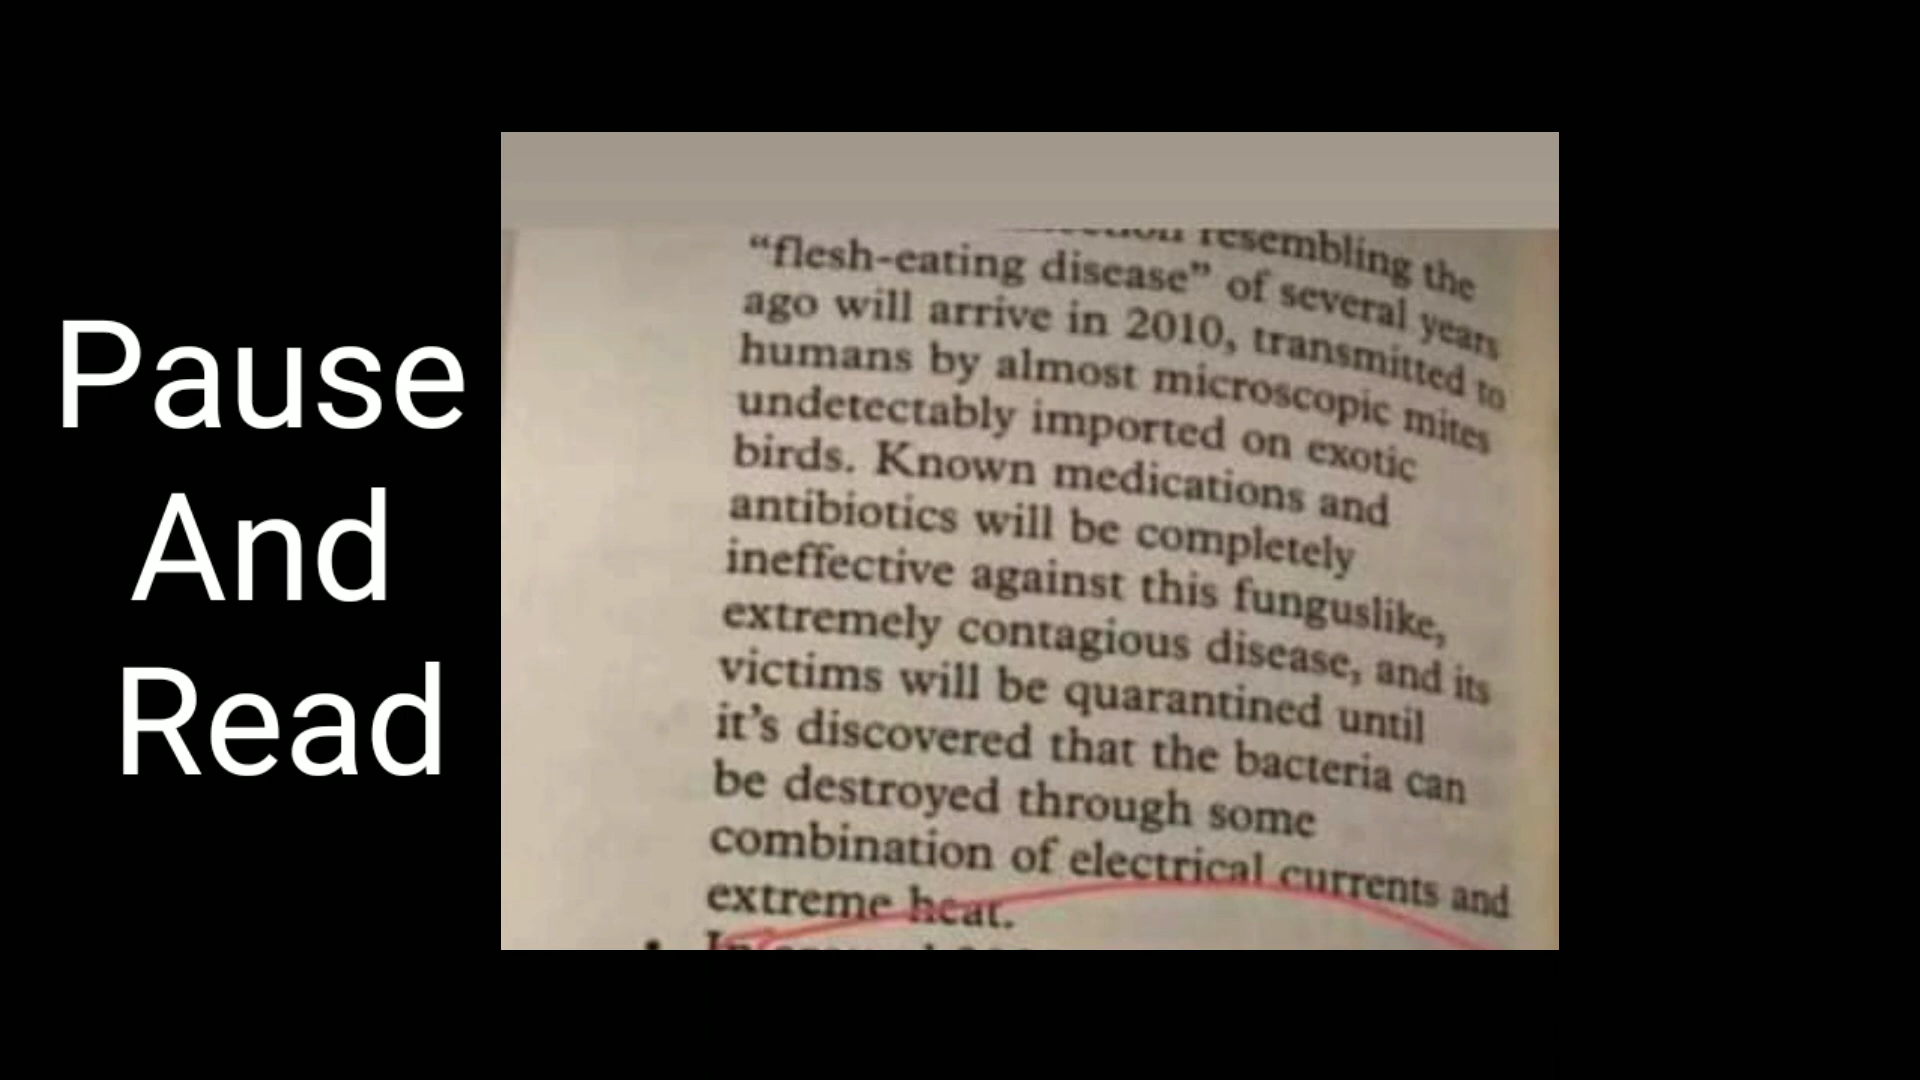 Pause
And
Read
resembling the
“flesh-eating disease” of several years
ago will arrive in 2010, transmitted to
humans by almost microscopic mites
undetectably imported on exotic
birds. Known medications and
antibiotics will be completely
ineffective against this funguslike,
extremely contagious disease, and its
victims will be quarantined until
it’s discovered that the bacteria can
be destroyed through some
combination of electrical currents and
extreme heat.